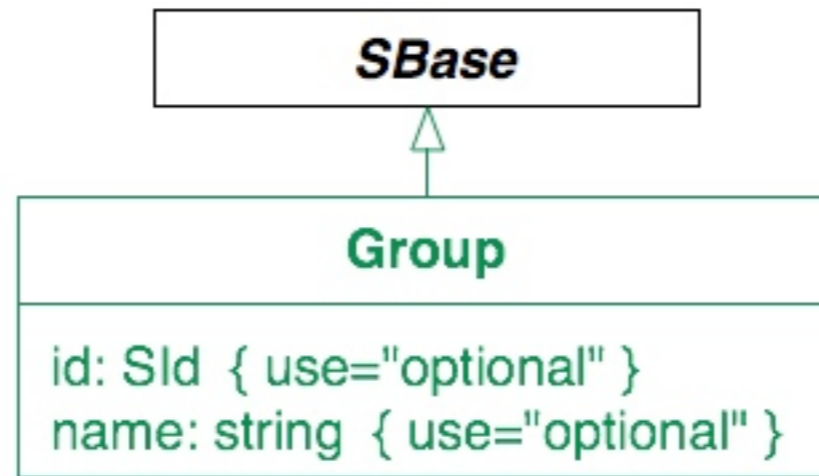 SBase
Group
id: SId { use="optional" }
name: string { use="optional" }